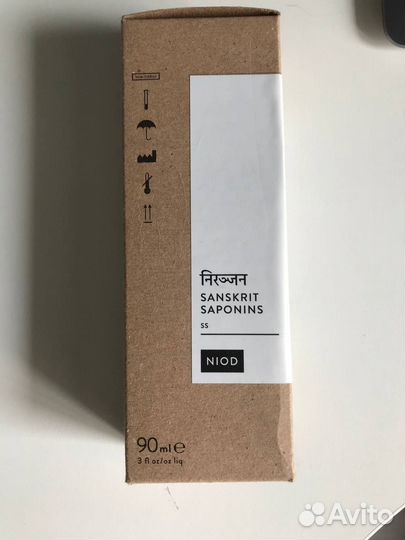 निरञ्जन
SANSKRIT
SAPONINS
SS
NIOD
90ml e
3 fl oz/oz liq
Avito